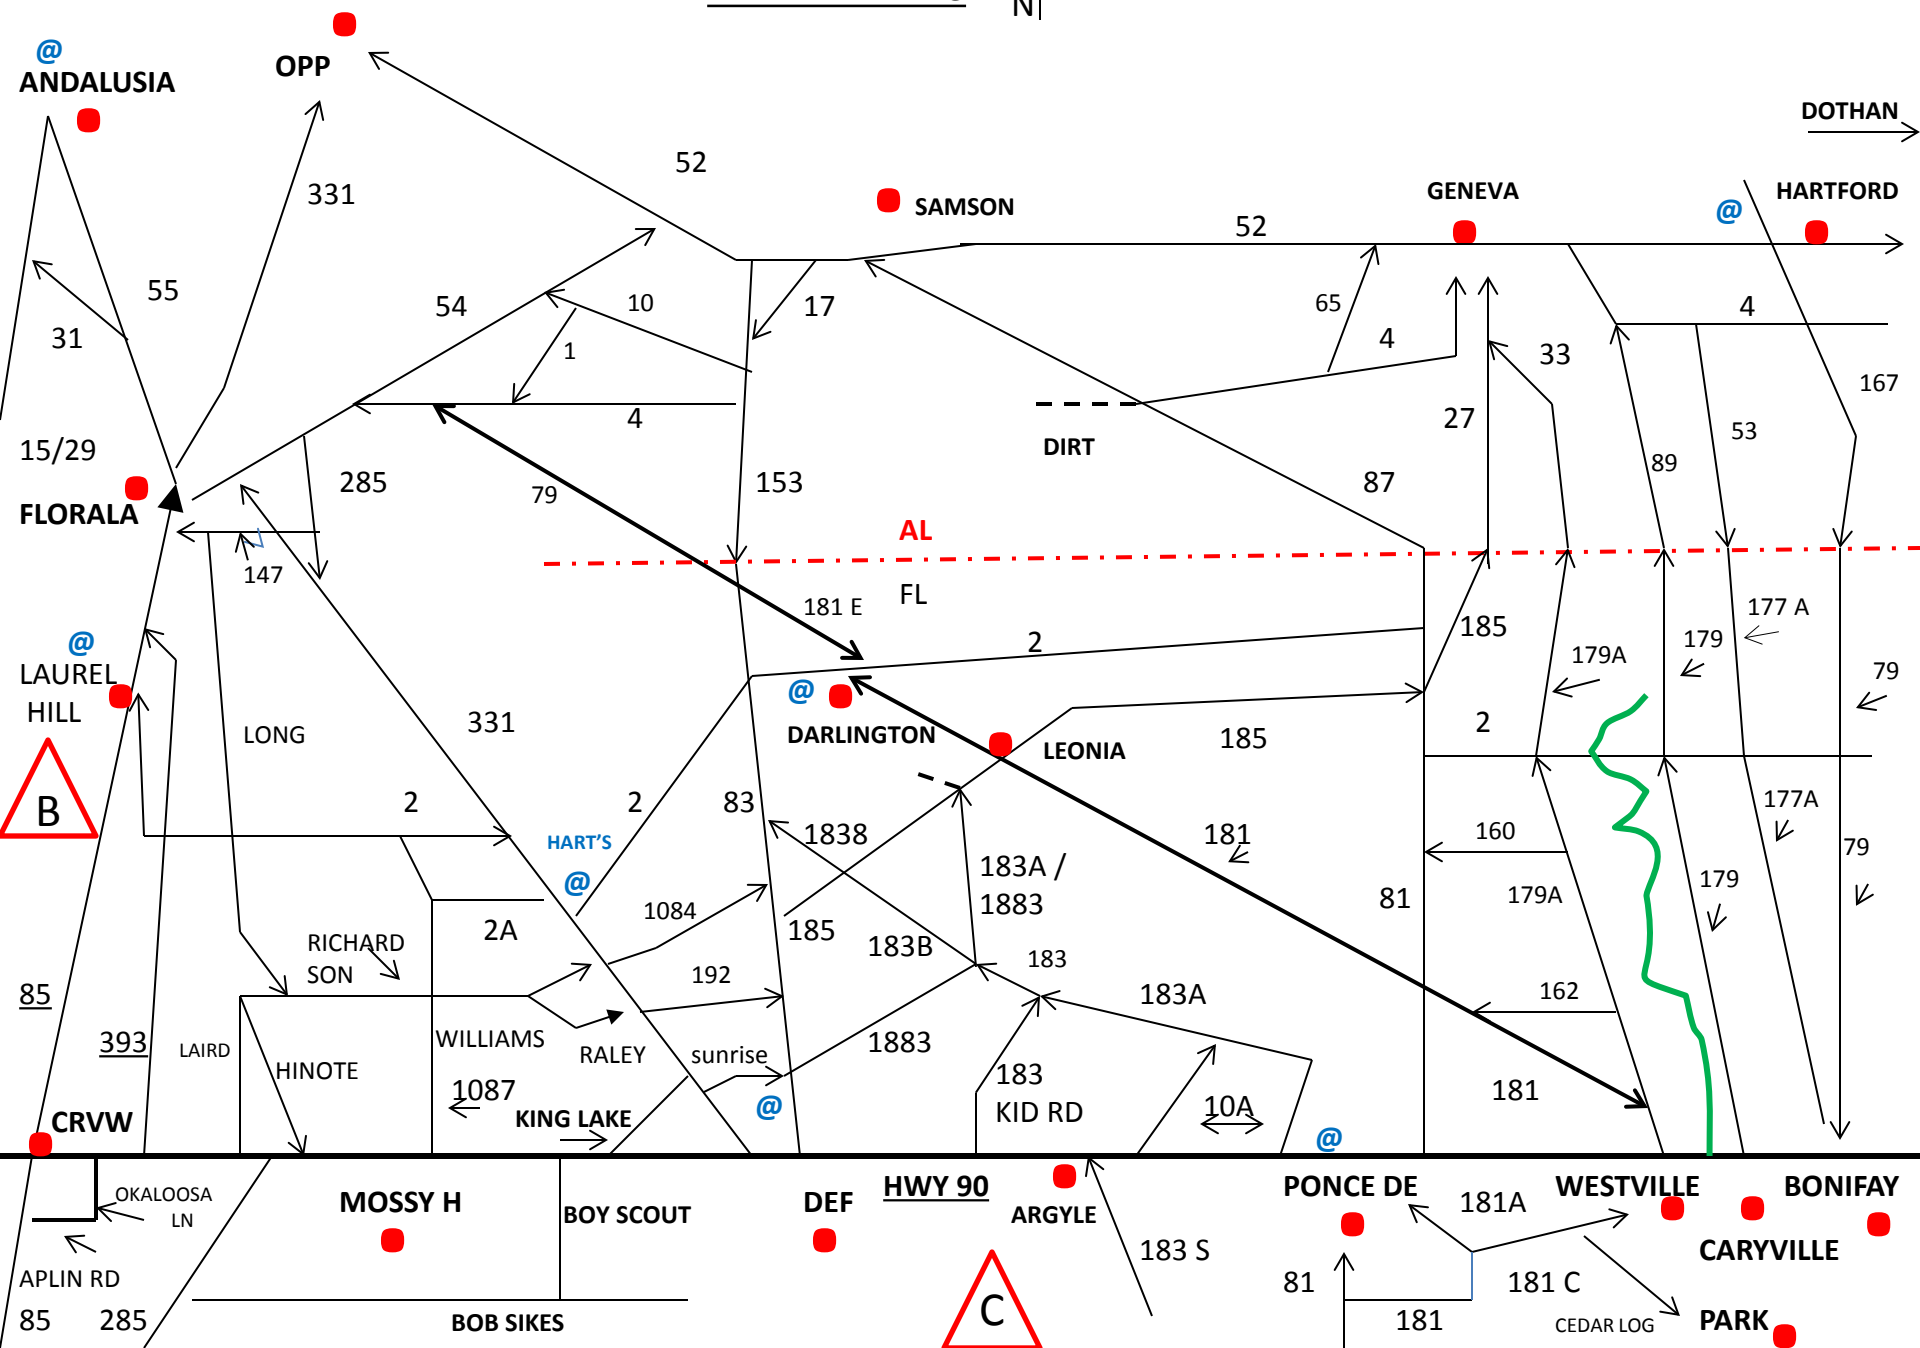 N
@
ANDALUSIA
OPP
DOTHAN
52
331
SAMSON
GENEVA
@
HARTFORD
52
55
54
10
17
65
4
31
1
4
33
167
4
27
15/29
DIRT
53
89
FLORALA
285
79
153
87
AL
147
FL
181 E
177 A
185
2
179
179A
@
LAUREL
HILL
79
@
331
LONG
DARLINGTON
LEONIA
185
2
B
2
2
83
177A
HART'S
1838
181
160
79
@
183A /
1883
179
179A
81
1084
2A
185
RICHARD
SON
183B
183
192
183A
162
85
393
LAIRD
WILLIAMS
RALEY
sunrise
1883
HINOTE
1087
183
KID RD
181
10A
CRVW
KING LAKE
@
@
OKALOOSA
LN
MOSSY H
BOY SCOUT
DEF
HWY 90
ARGYLE
PONCE DE
181A
WESTVILLE
BONIFAY
183 S
CARYVILLE
APLIN RD
81
181 C
C
85
285
BOB SIKES
181
CEDAR LOG
PARK